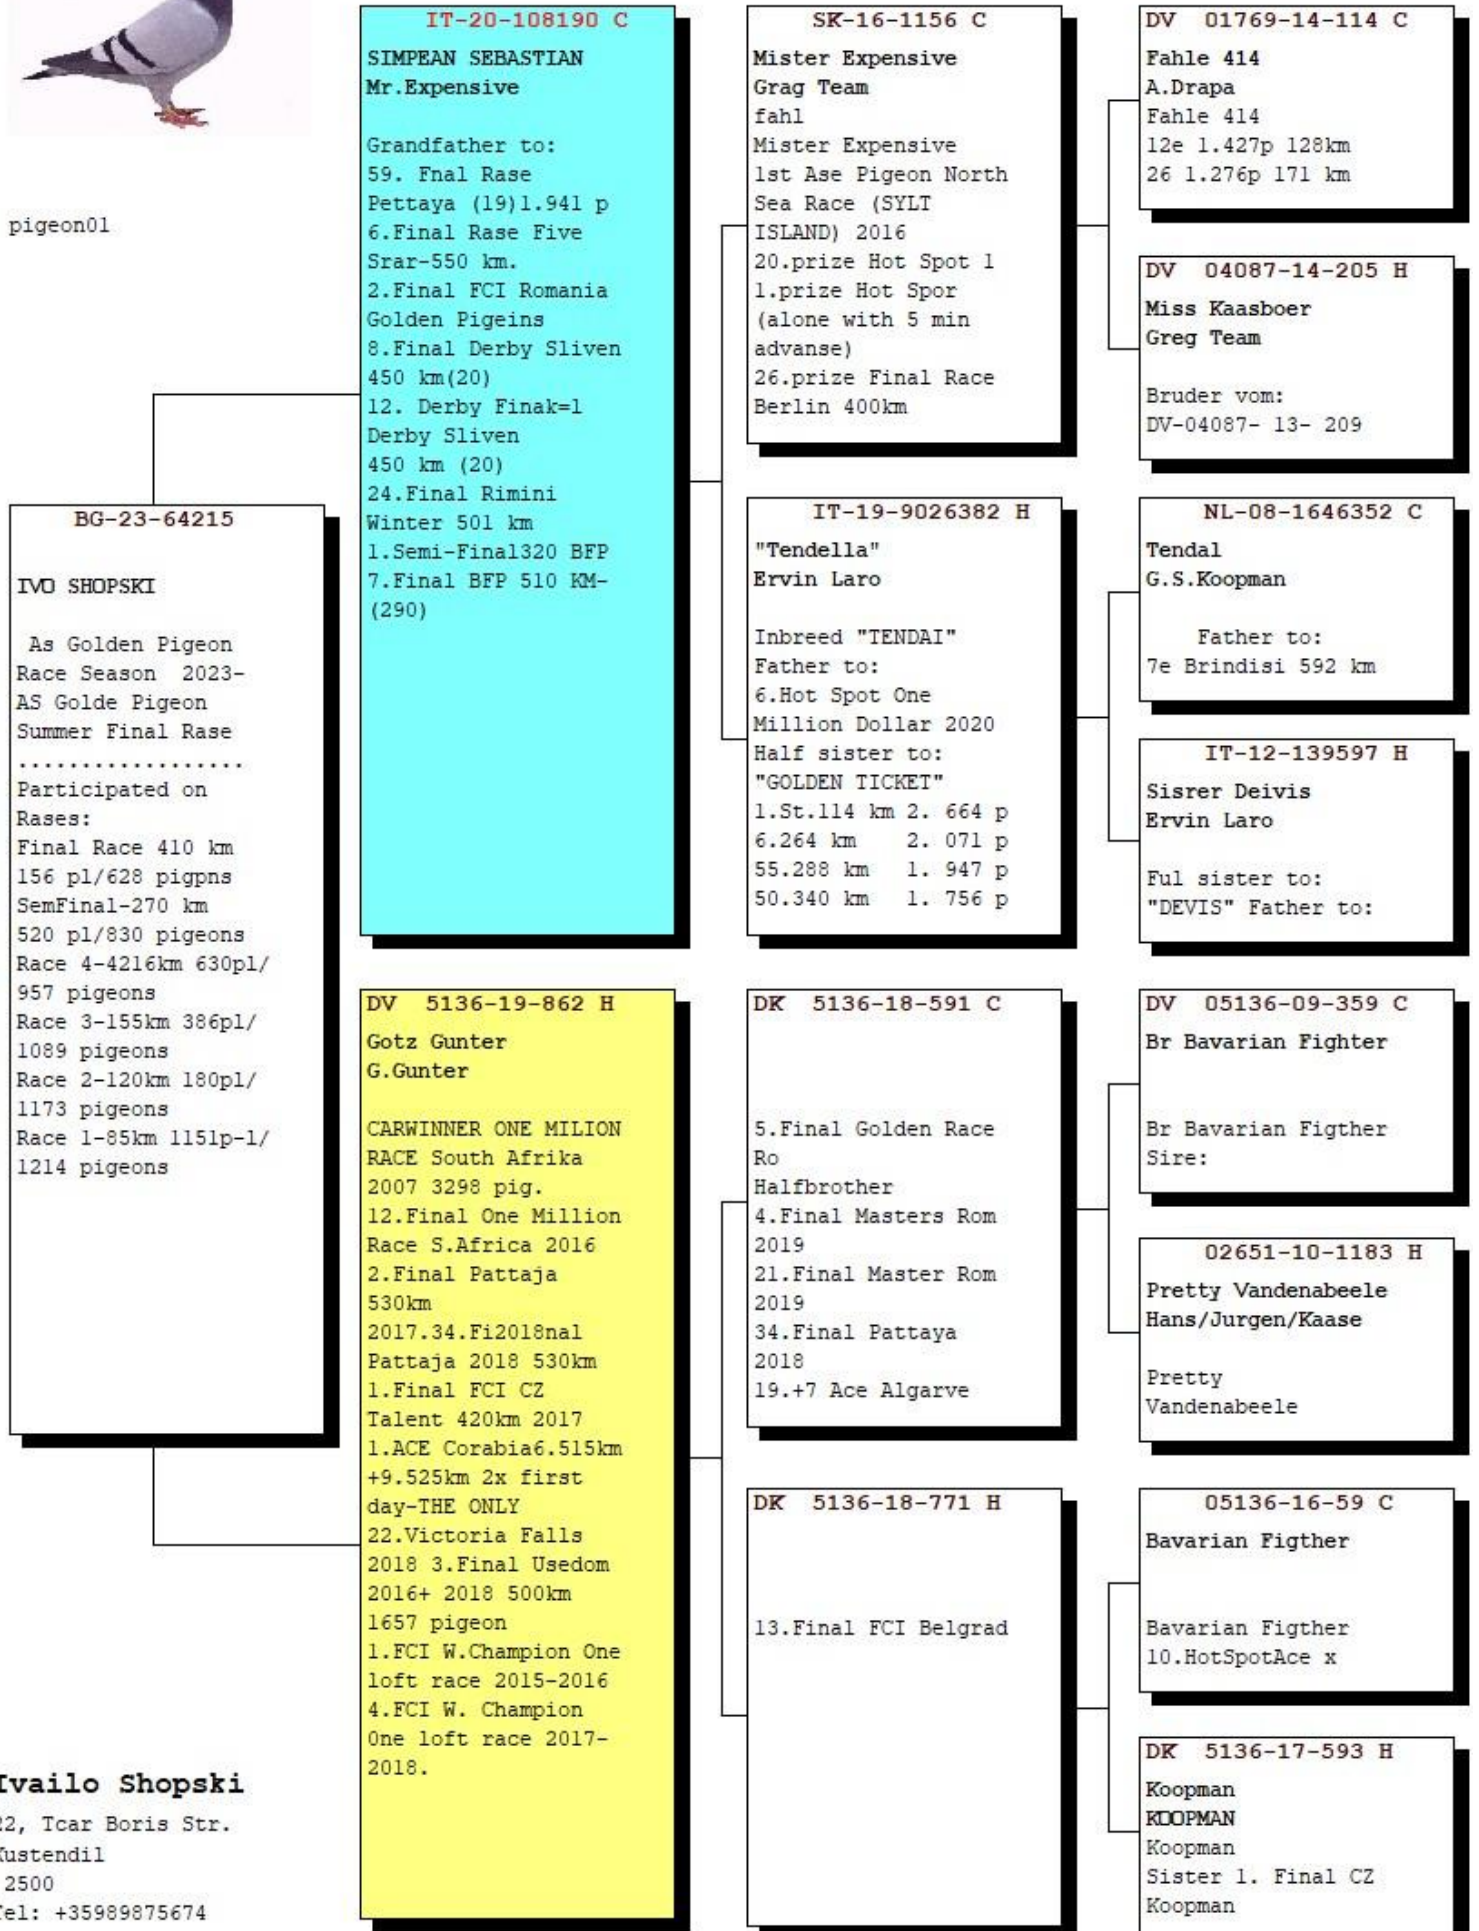 pigeon01
BG-23-64215
IVO SHOPSKI
As Golden Pigeon
Race Season 2023-
AS Golde Pigeon
Summer Final Rase
..................
Participated on
Rases:
Final Race 410 km
156 pl/628 pigpns
SemFinal-270 km
520 pl/830 pigeons
Race 4-4216km 630pl/
957 pigeons
Race 3-155km 386pl/
1089 pigeons
Race 2-120km 180pl/
1173 pigeons
Race 1-85km 1151p-l/
1214 pigeons
Ivailo Shopski
22, Tcar Boris Str.
Kustendil
2500
Tel: +35989875674
IT-20-108190 C
SIMPEAN SEBASTIAN
Mr.Expensive
Grandfather to:
59. Fnal Rase
Pettaya (19)1.941 p
6.Final Rase Five
Srar-550 km.
2.Final FCI Romania
Golden Pigeins
8.Final Derby Sliven
450 km(20)
12. Derby Finak=l
Derby Sliven
450 km (20)
24.Final Rimini
Winter 501 km
1.Semi-Final320 BFP
7.Final BFP 510 KM-
(290)
DV 5136-19-862 H
Gotz Gunter
G.Gunter
CARWINNER ONE MILION
RACE South Afrika
2007 3298 pig.
12.Final One Million
Race S.Africa 2016
2.Final Pattaja
530km
2017.34.Fi2018nal
Pattaja 2018 530km
1.Final FCI CZ
Talent 420km 2017
1.ACE Corabia6.515km
+9.525km 2x first
day-THE ONLY
22.Victoria Falls
2018 3.Final Usedom
2016+ 2018 500km
1657 pigeon
1.FCI W.Champion One
loft race 2015-2016
4.FCI W. Champion
One loft race 2017-
2018.
SK-16-1156 C
Mister Expensive
Grag Team
fahl
Mister Expensive
1st Ase Pigeon North
Sea Race (SYLT
ISLAND) 2016
20.prize Hot Spot 1
1.prize Hot Spor
(alone with 5 min
advanse)
26.prize Final Race
Berlin 400km
IT-19-9026382 H
"Tendella"
Ervin Laro
Inbreed "TENDAI"
Father to:
6.Hot Spot One
Million Dollar 2020
Half sister to:
"GOLDEN TICKET"
1.St.114 km 2. 664 p
6.264 km 2. 071 p
55.288 km 1. 947 p
50.340 km 1. 756 p
DK 5136-18-591 C
5.Final Golden Race
Ro
Halfbrother
4.Final Masters Rom
2019
21.Final Master Rom
2019
34.Final Pattaya
2018
19.+7 Ace Algarve
DK 5136-18-771 H
13.Final FCI Belgrad
DV 01769-14-114 C
Fahle 414
A.Drapa
Fahle 414
12e 1.427p 128km
26 1.276p 171 km
DV 04087-14-205 H
Miss Kaasboer
Greg Team
Bruder vom:
DV-04087- 13- 209
NL-08-1646352 C
Tendal
G.S.Koopman
Father to:
7e Brindisi 592 km
IT-12-139597 H
Sisrer Deivis
Ervin Laro
Ful sister to:
"DEVIS" Father to:
DV 05136-09-359 C
Br Bavarian Fighter
Br Bavarian Figther
Sire:
02651-10-1183 H
Pretty Vandenabeele
Hans/Jurgen/Kaase
Pretty
Vandenabeele
05136-16-59 C
Bavarian Figther
Bavarian Figther
10.HotSpotAce x
DK 5136-17-593 H
Koopman
KOOPMAN
Koopman
Sister 1. Final CZ
Koopman